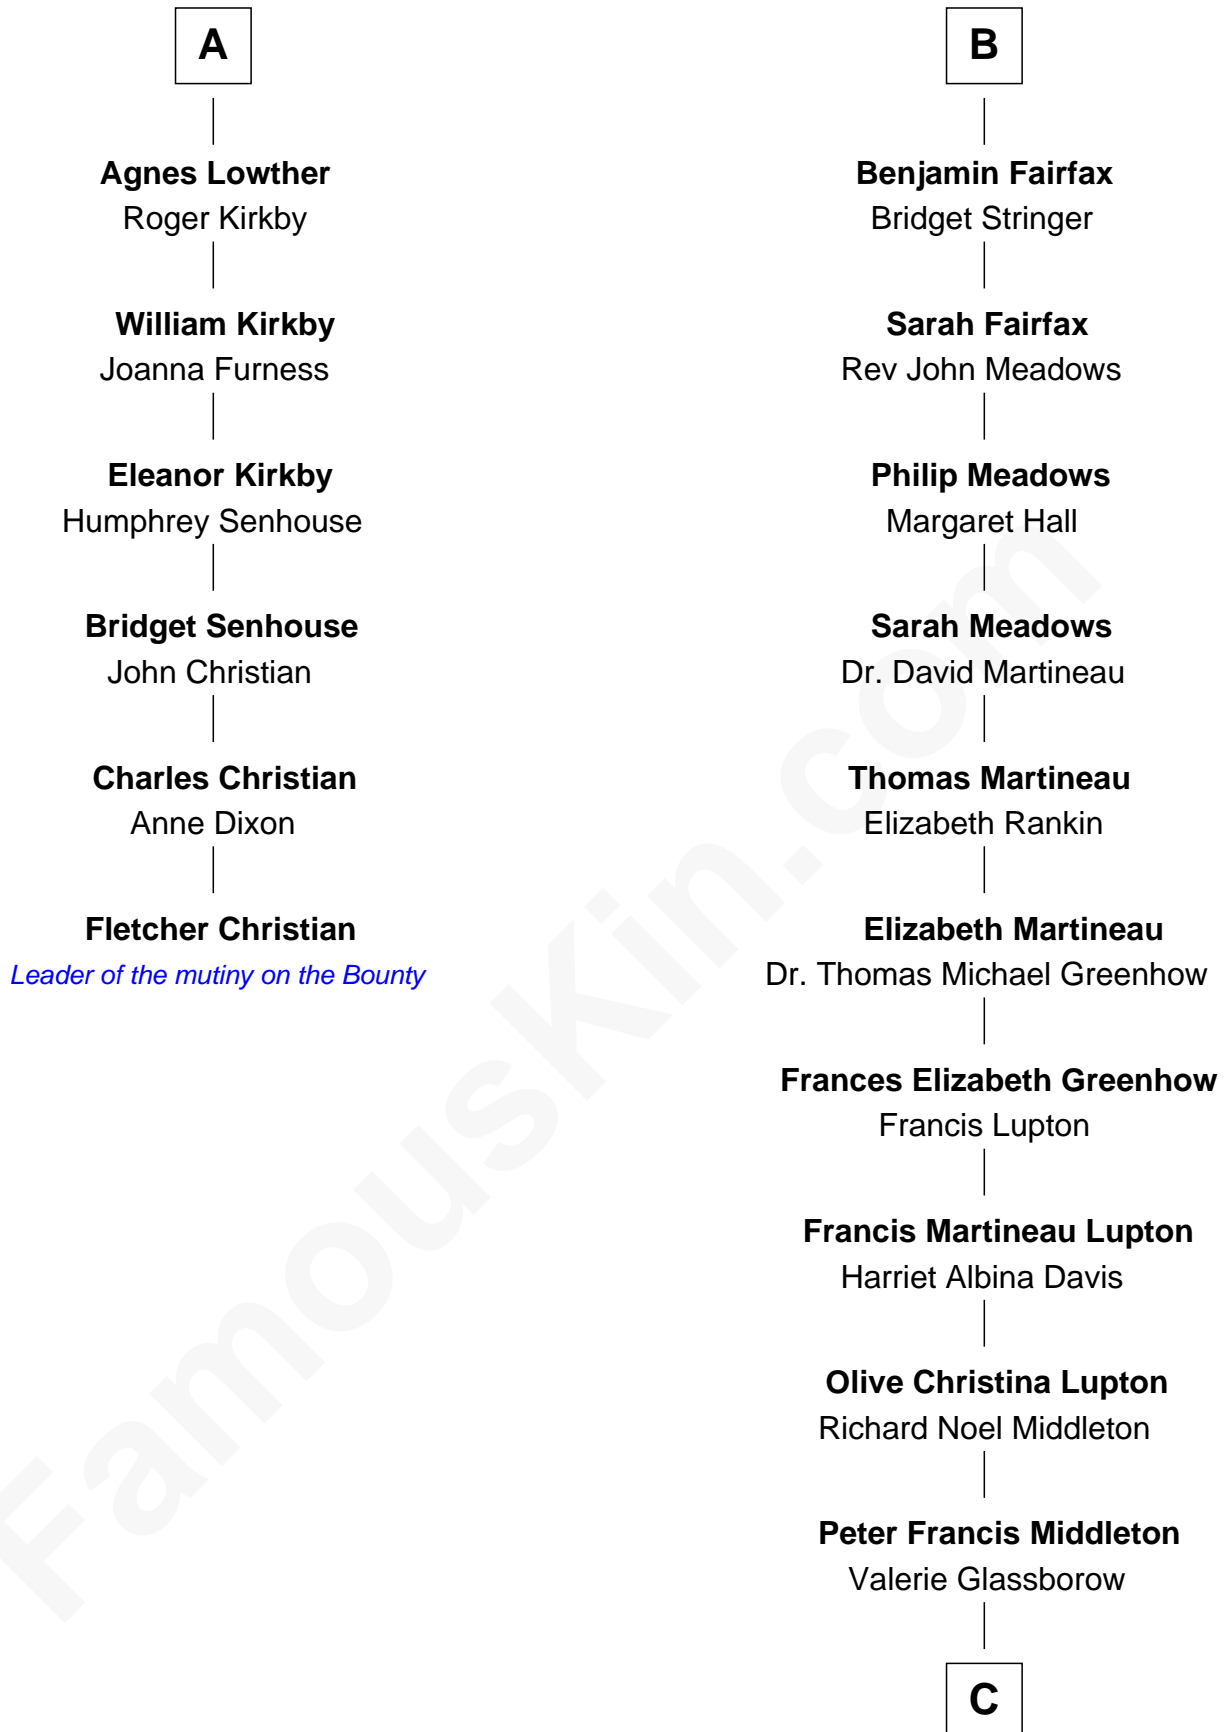 A
Agnes Lowther
Roger Kirkby
William Kirkby
Joanna Furness
Eleanor Kirkby
Humphrey Senhouse
Bridget Senhouse
John Christian
Charles Christian
Anne Dixon
Fletcher Christian
Leader of the mutiny on the Bounty
B
Benjamin Fairfax
Bridget Stringer
Sarah Fairfax
Rev John Meadows
Philip Meadows
Margaret Hall
Sarah Meadows
Dr. David Martineau
Thomas Martineau
Elizabeth Rankin
Elizabeth Martineau
Dr. Thomas Michael Greenhow
Frances Elizabeth Greenhow
Francis Lupton
Francis Martineau Lupton
Harriet Albina Davis
Olive Christina Lupton
Richard Noel Middleton
Peter Francis Middleton
Valerie Glassborow
C
FamousKin.com